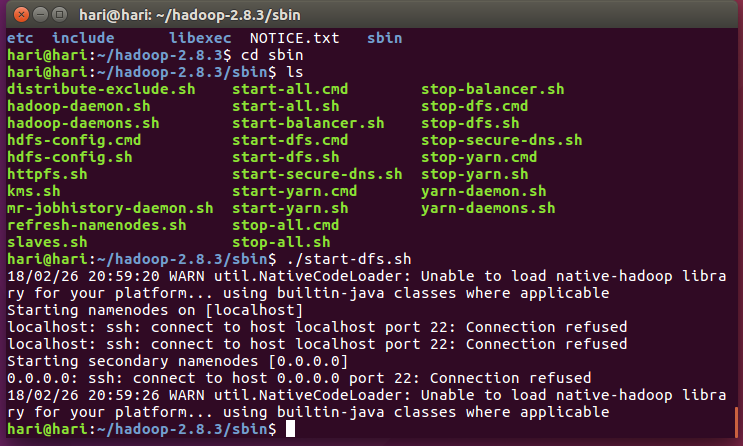 hari@hari: ~/hadoop-2.8.3/sbin
etc  include      libexec  NOTICE.txt   sbin
hari@hari:~/hadoop-2.8.3$ cd sbin
hari@hari:~/hadoop-2.8.3/sbin$ ls
distribute-exclude.sh    start-all.cmd        stop-balancer.sh
hadoop-daemon.sh         start-all.sh         stop-dfs.cmd
hadoop-daemons.sh        start-balancer.sh    stop-dfs.sh
hdfs-config.cmd          start-dfs.cmd        stop-secure-dns.sh
hdfs-config.sh           start-dfs.sh         stop-yarn.cmd
httpfs.sh                start-secure-dns.sh  stop-yarn.sh
kms.sh                   start-yarn.cmd       yarn-daemon.sh
mr-jobhistory-daemon.sh  start-yarn.sh        yarn-daemons.sh
refresh-namenodes.sh     stop-all.cmd
slaves.sh                stop-all.sh
hari@hari:~/hadoop-2.8.3/sbin$ ./start-dfs.sh
18/02/26 20:59:20 WARN util.NativeCodeLoader: Unable to load native-hadoop libra
ry for your platform... using builtin-java classes where applicable
Starting namenodes on [localhost]
localhost: ssh: connect to host localhost port 22: Connection refused
localhost: ssh: connect to host localhost port 22: Connection refused
Starting secondary namenodes [0.0.0.0]
0.0.0.0: ssh: connect to host 0.0.0.0 port 22: Connection refused
18/02/26 20:59:26 WARN util.NativeCodeLoader: Unable to load native-hadoop libra
ry for your platform... using builtin-java classes where applicable
hari@hari:~/hadoop-2.8.3/sbin$